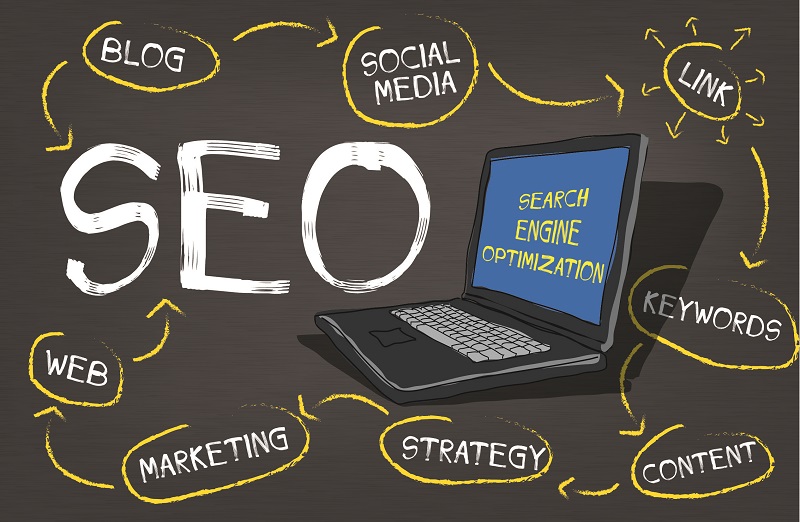 BLOG
SOCIAL
MEDIA
LINK
SEO
SEARCH
ENGINE
OPTIMIZATION
KEYWORDS
WEB
MARKETING
STRATEGY
CONTENT